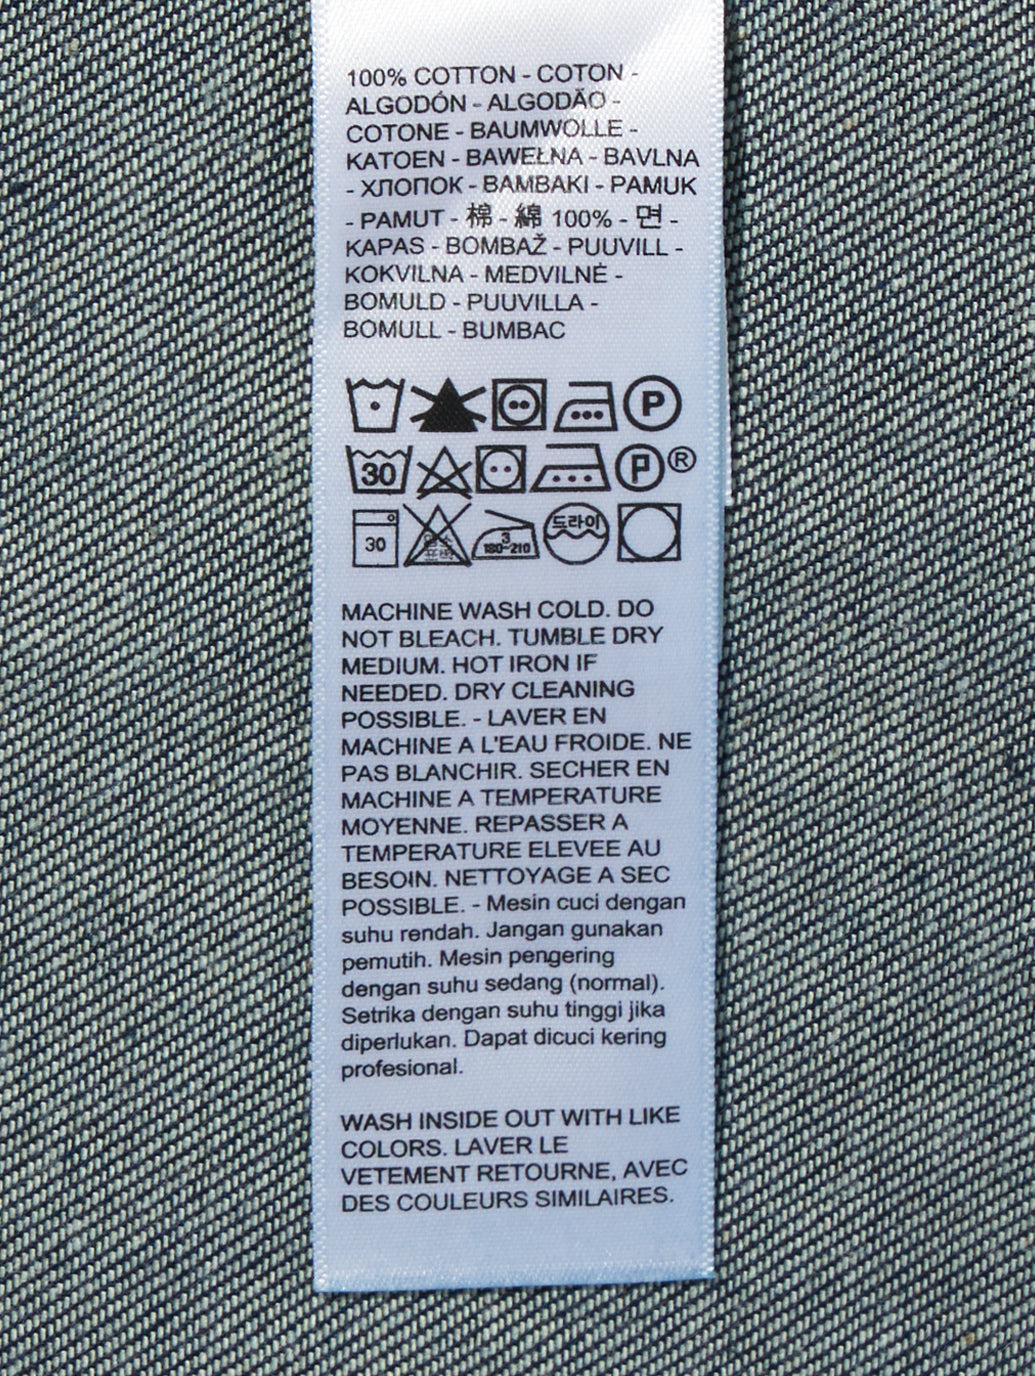 100% COTTON - COTON -
ALGODÓN - ALGODÃO -
COTONE - BAUMWOLLE -
KATOEN - BAWEŁNA - BAVLNA
- ХЛОПОК - BAMBAKI - PAMUK
- PAMUT - 棉 - 綿 100% - 면 -
KAPAS - BOMBAŽ - PUUVILL -
KOKVILNA - MEDVILNĖ -
BOMULD - PUUVILLA -
BOMULL - BUMBAC
P
30 P ®
30 3 180-210 드라이
MACHINE WASH COLD. DO
NOT BLEACH. TUMBLE DRY
MEDIUM. HOT IRON IF
NEEDED. DRY CLEANING
POSSIBLE. - LAVER EN
MACHINE A L'EAU FROIDE. NE
PAS BLANCHIR. SECHER EN
MACHINE A TEMPERATURE
MOYENNE. REPASSER A
TEMPERATURE ELEVEE AU
BESOIN. NETTOYAGE A SEC
POSSIBLE. - Mesin cuci dengan
suhu rendah. Jangan gunakan
pemutih. Mesin pengering
dengan suhu sedang (normal).
Setrika dengan suhu tinggi jika
diperlukan. Dapat dicuci kering
profesional.
WASH INSIDE OUT WITH LIKE
COLORS. LAVER LE
VETEMENT RETOURNE, AVEC
DES COULEURS SIMILAIRES.